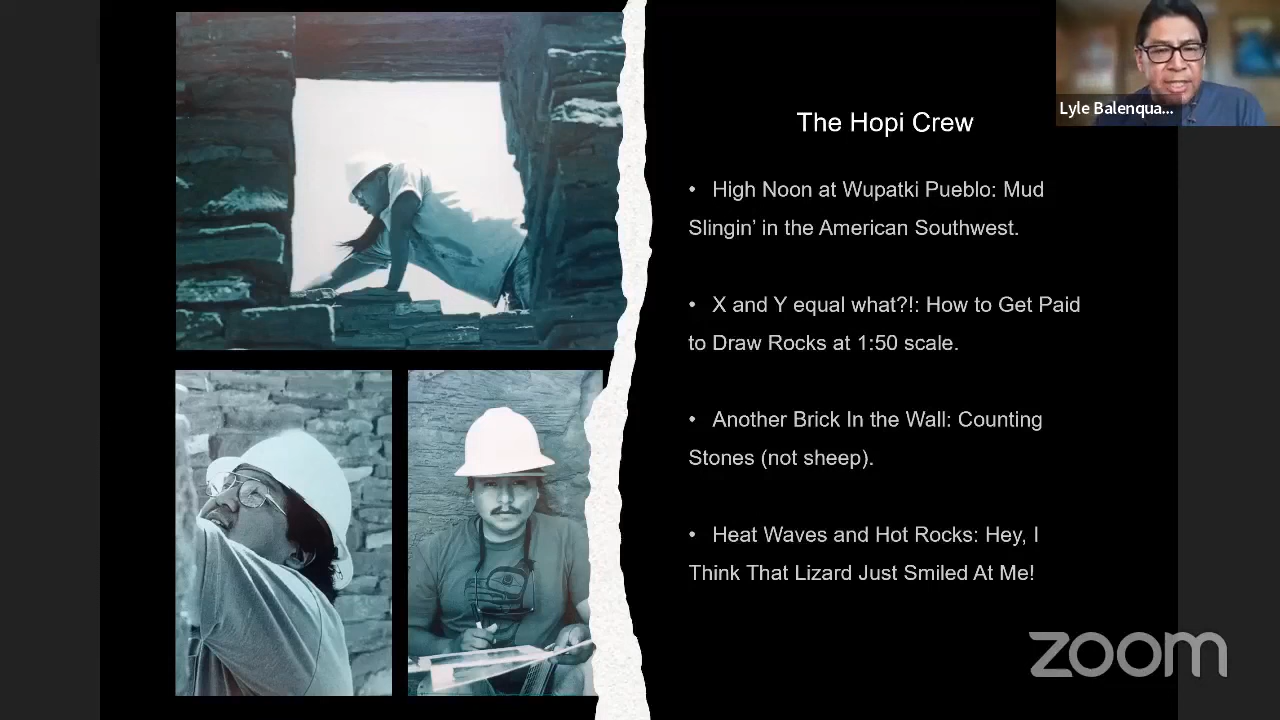 Lyle Balenqua...
The Hopi Crew
• High Noon at Wupatki Pueblo: Mud
Slingin’ in the American Southwest.
• X and Y equal what?!: How to Get Paid
to Draw Rocks at 1:50 scale.
• Another Brick In the Wall: Counting
Stones (not sheep).
• Heat Waves and Hot Rocks: Hey, I
Think That Lizard Just Smiled At Me!
zoom